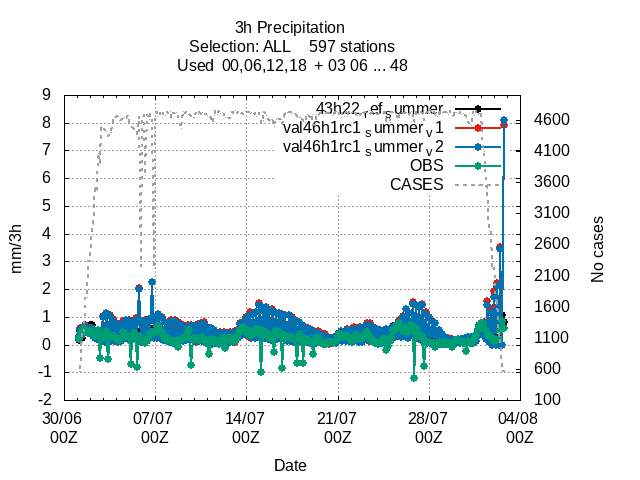 3h Precipitation
Selection: ALL 597 stations
Used 00,06,12,18 + 03 06 ... 48
43h22_ref_summer
val46h1rc1_summer_v1
val46h1rc1_summer_v2
OBS
CASES
9
8
7
6
5
4
3
2
1
0
-1
-2
mm/3h
4600
4100
3600
3100
2600
2100
1600
1100
600
100
No cases
30/06 07/07 14/07 21/07 28/07 04/08
00Z 00Z 00Z 00Z 00Z 00Z
Date